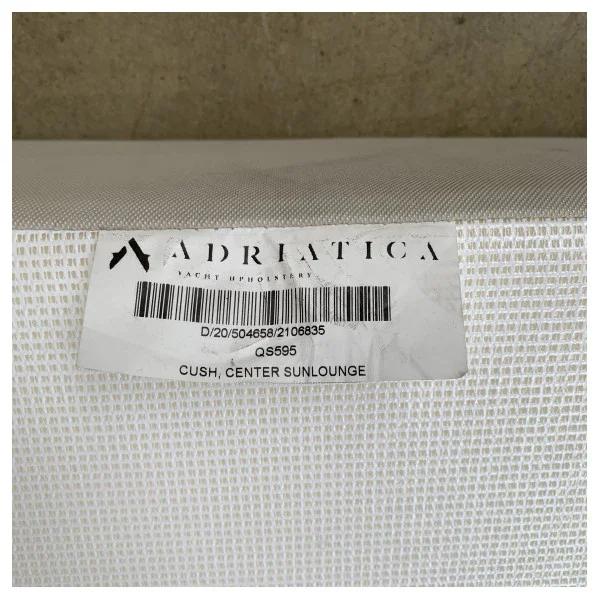 ADRIATICA
YACHT UPHOLSTERY
D/20/504658/2106835
QS595
CUSH, CENTER SUNLOUNGE